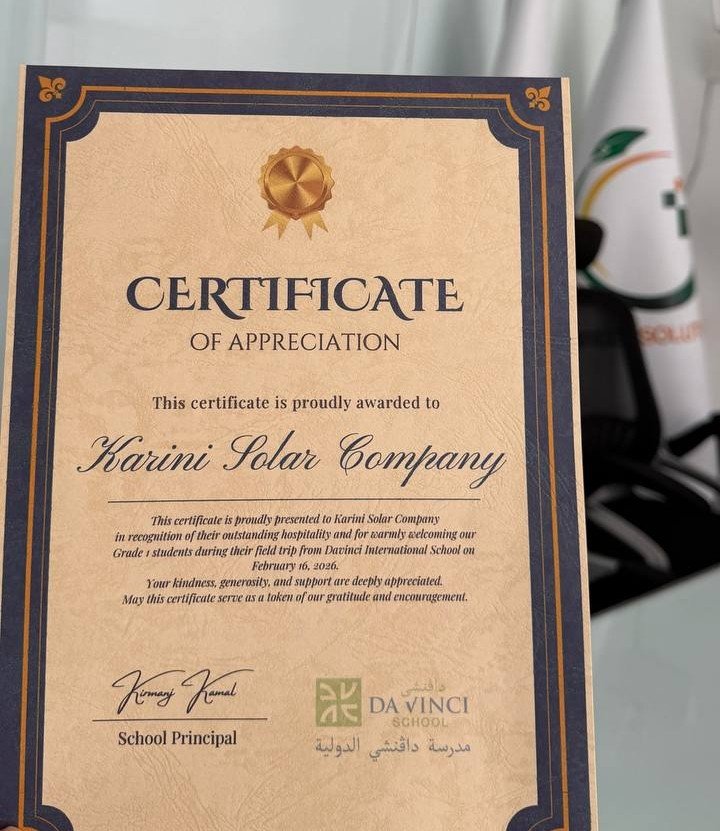 CERTIFICATE
OF APPRECIATION
This certificate is proudly awarded to
Karini Solar Company
This certificate is proudly presented to Karini Solar Company
in recognition of their outstanding hospitality and for warmly welcoming our
Grade 1 students during their field trip from Davinci International School on
February 16, 2026.
Your kindness, generosity, and support are deeply appreciated.
May this certificate serve as a token of our gratitude and encouragement.
Kirmanj Kamal
School Principal
داڤنشي
DA VINCI
SCHOOL
مدرسة داڤنشي الدولية